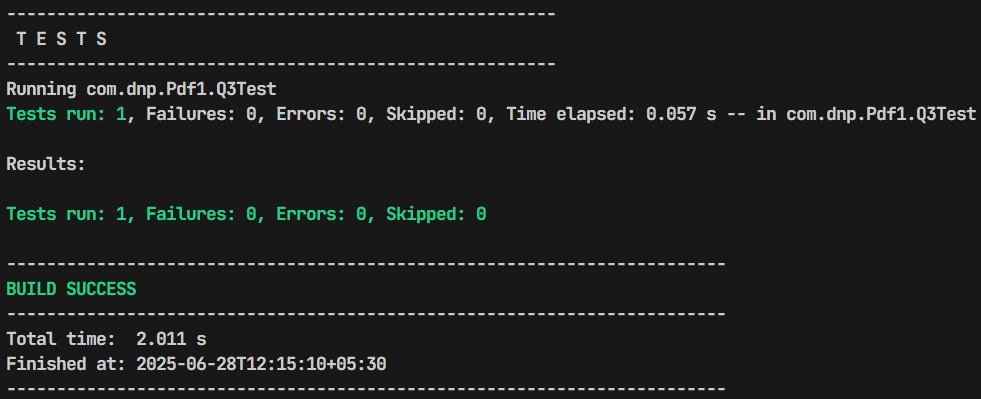 -------------------------------------------------------
T E S T S
-------------------------------------------------------
Running com.dnp.Pdf1.Q3Test
Tests run: 1, Failures: 0, Errors: 0, Skipped: 0, Time elapsed: 0.057 s -- in com.dnp.Pdf1.Q3Test
Results:
Tests run: 1, Failures: 0, Errors: 0, Skipped: 0
------------------------------------------------------------------------
BUILD SUCCESS
------------------------------------------------------------------------
Total time:  2.011 s
Finished at: 2025-06-28T12:15:10+05:30
------------------------------------------------------------------------